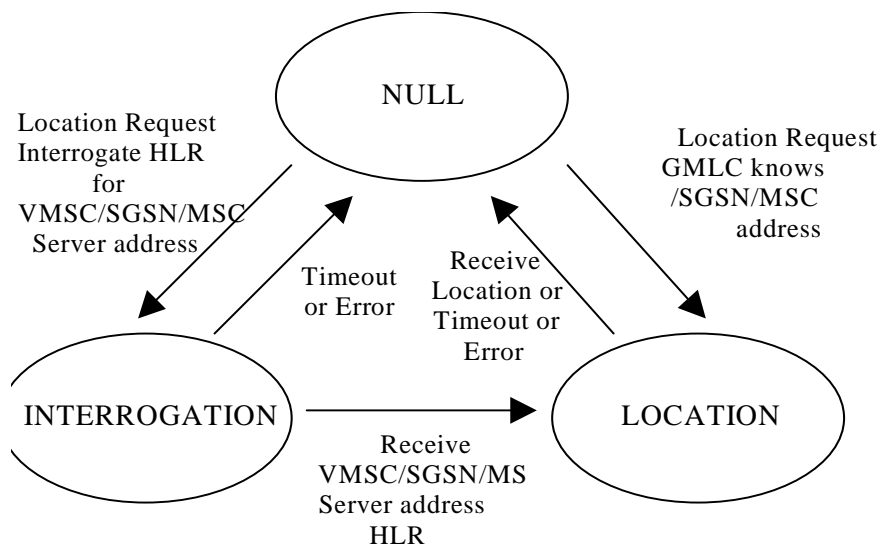 NULL
Location Request
Interrogate HLR
for
VMSC/SGSN/MSC
Server address
Location Request
GMLC knows
/SGSN/MSC
address
Timeout
or Error
Receive
Location or
Timeout or
Error
INTERROGATION
LOCATION
Receive
VMSC/SGSN/MS
Server address
HLR